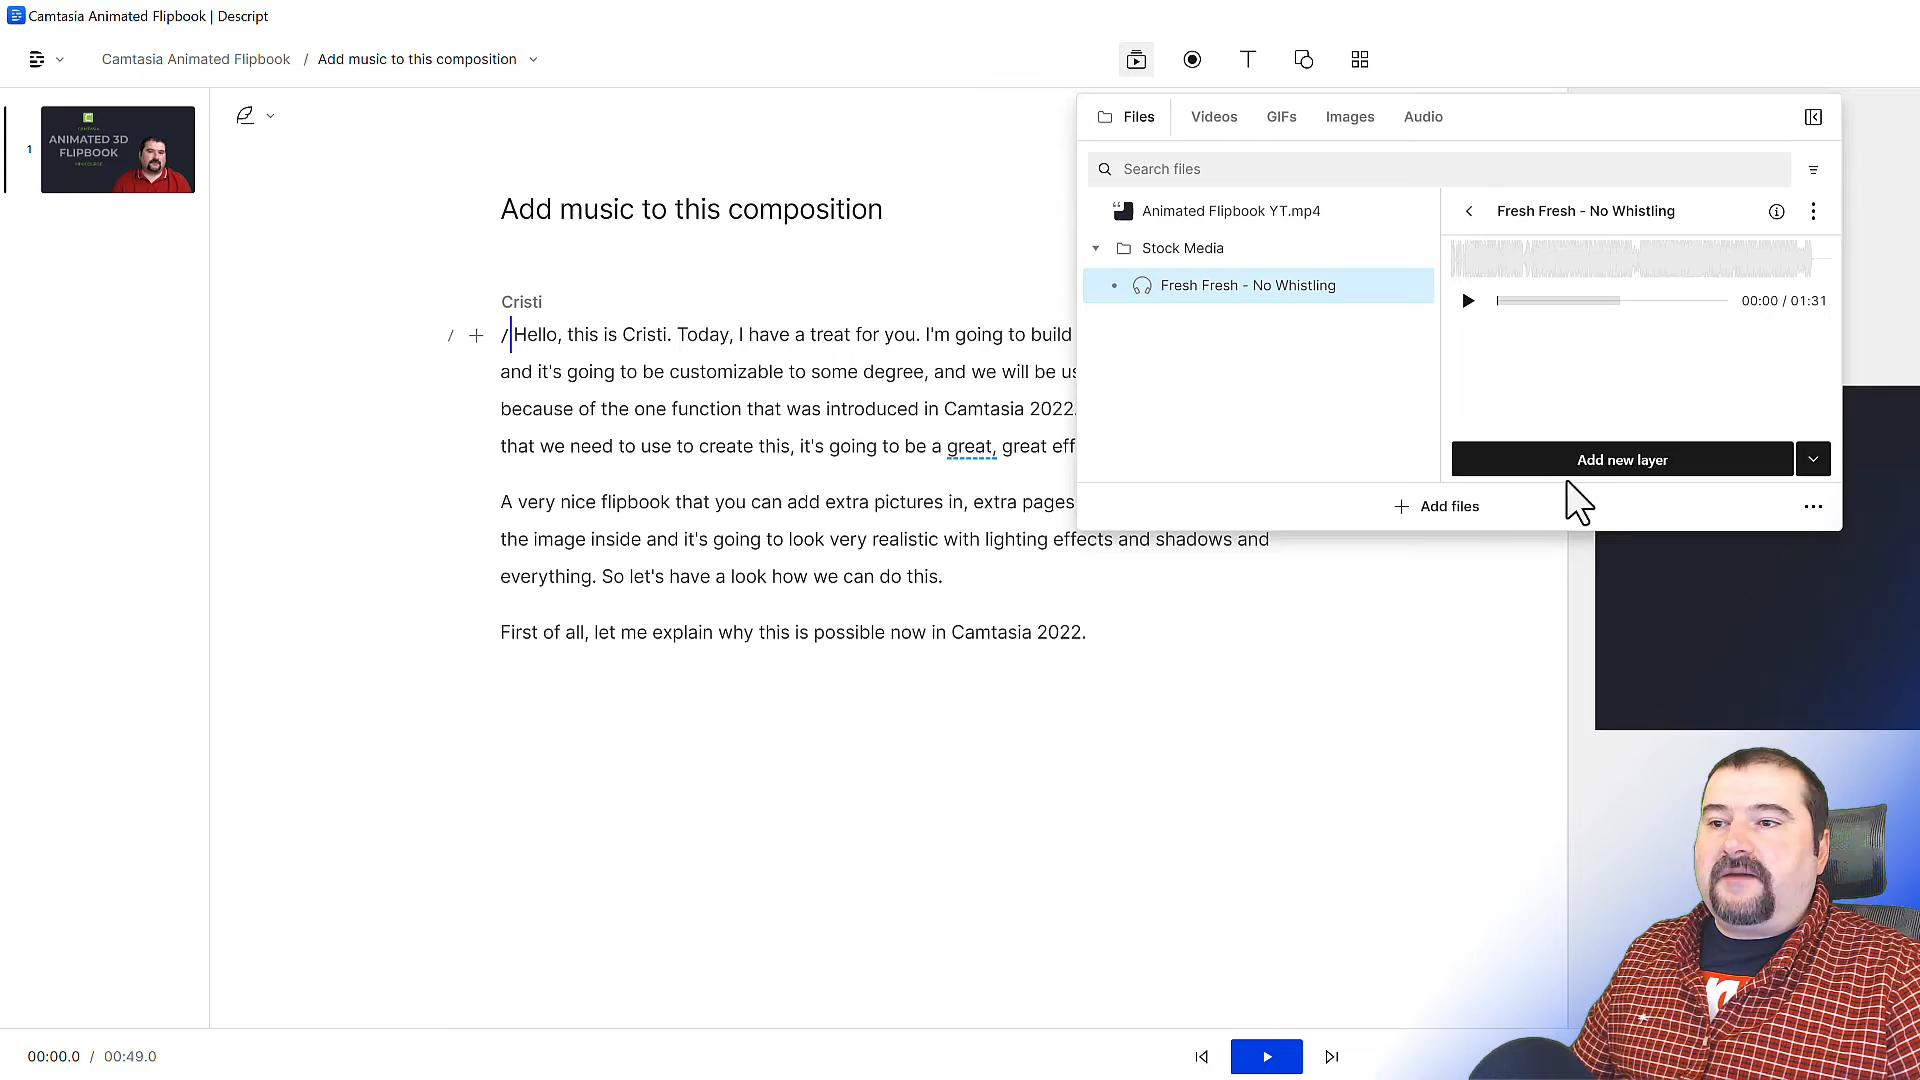 Camtasia Animated Flipbook | Descript
Camtasia Animated Flipbook / Add music to this composition
Files Videos GIFs Images Audio
Search files
Animated Flipbook YT.mp4
Stock Media
Fresh Fresh - No Whistling
Fresh Fresh - No Whistling
00:00 / 01:31
Add new layer
+ Add files
1
ANIMATED 3D
FLIPBOOK
Add music to this composition
Cristi
/ + / Hello, this is Cristi. Today, I have a treat for you. I'm going to build
and it's going to be customizable to some degree, and we will be us
because of the one function that was introduced in Camtasia 2022.
that we need to use to create this, it's going to be a great, great eff
A very nice flipbook that you can add extra pictures in, extra pages
the image inside and it's going to look very realistic with lighting effects and shadows and
everything. So let's have a look how we can do this.
First of all, let me explain why this is possible now in Camtasia 2022.
00:00.0 / 00:49.0